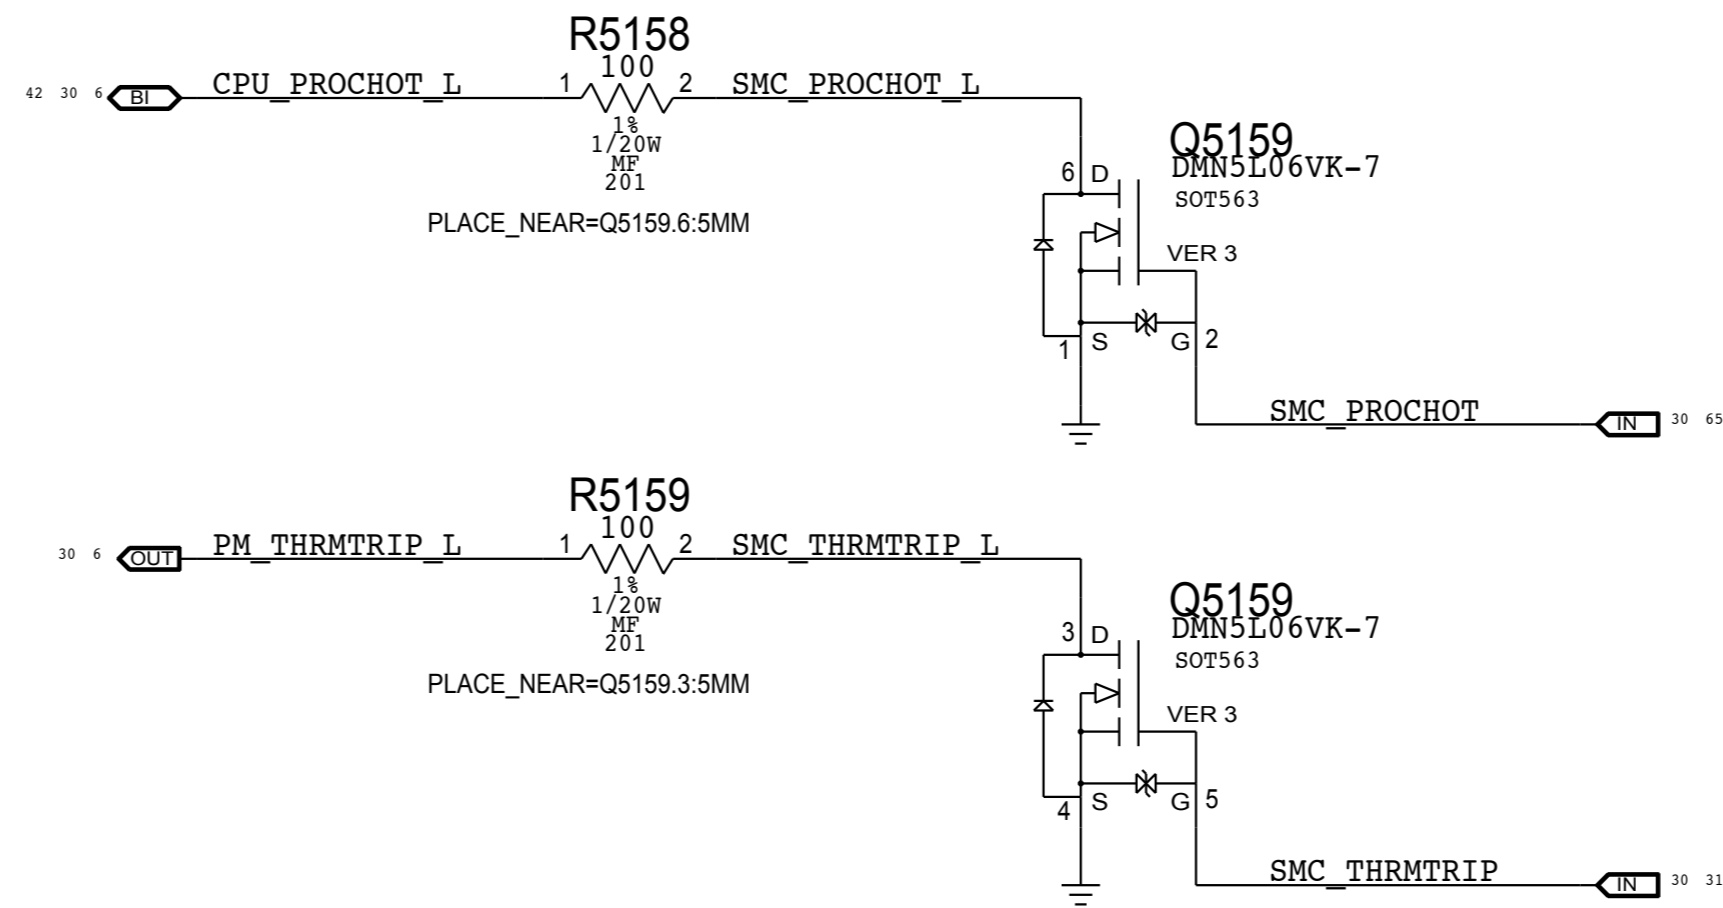 R5158
100
42 30 6 BI CPU_PROCHOT_L 1 2 SMC_PROCHOT_L
1%
1/20W
MF
201
PLACE_NEAR=Q5159.6:5MM
Q5159
DMN5L06VK-7
SOT563
6 D
VER 3
1 S G 2
SMC_PROCHOT IN 30 65
R5159
100
30 6 OUT PM_THRMTRIP_L 1 2 SMC_THRMTRIP_L
1%
1/20W
MF
201
PLACE_NEAR=Q5159.3:5MM
Q5159
DMN5L06VK-7
SOT563
3 D
VER 3
4 S G 5
SMC_THRMTRIP IN 30 31